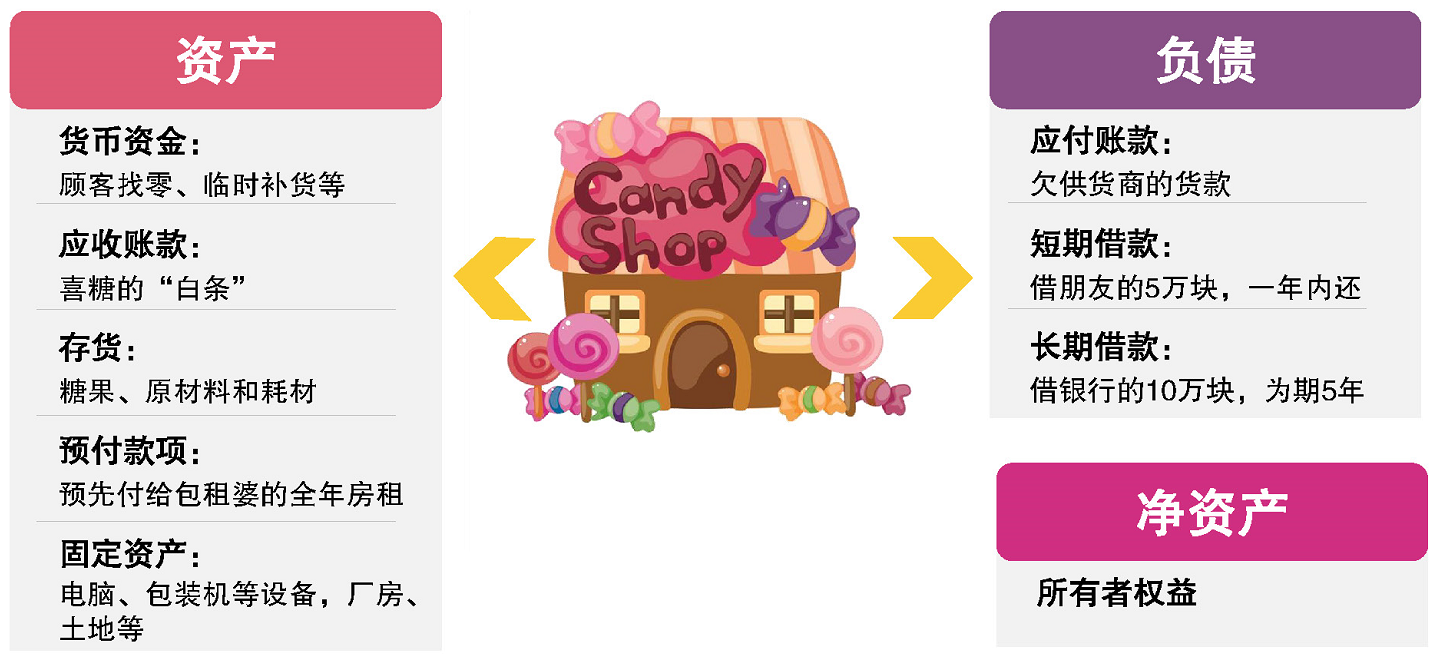 资产
货币资金：
顾客找零、临时补货等
应收账款：
喜糖的“白条”
存货：
糖果、原材料和耗材
预付款项：
预先付给包租婆的全年房租
固定资产：
电脑、包装机等设备，厂房、
土地等
Candy
Shop
负债
应付账款：
欠供货商的货款
短期借款：
借朋友的5万块，一年内还
长期借款：
借银行的10万块，为期5年
净资产
所有者权益